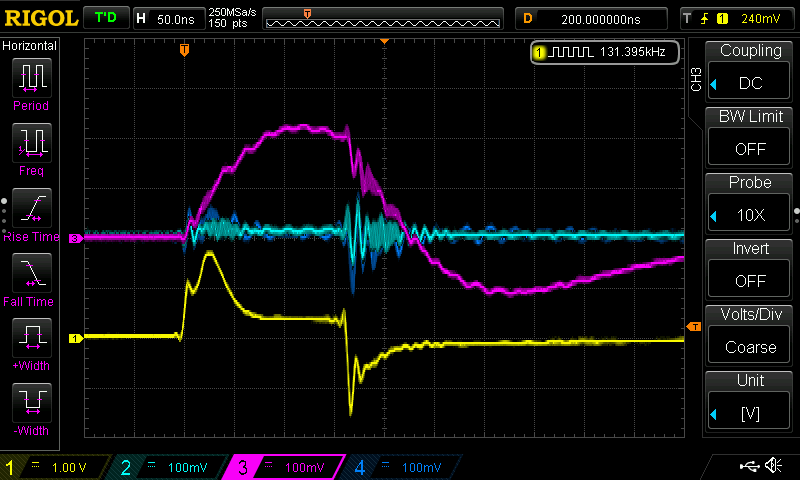 RIGOL T'D H 50.0ns 250MSa/s 150 pts D 200.000000ns T 1 240mV
Horizontal
Period
Freq
Rise Time
Fall Time
+Width
-Width
T
T
1 131.395kHz
3
1
T
CH3
Coupling
DC
BW Limit
OFF
Probe
10X
Invert
OFF
Volts/Div
Coarse
Unit
[V]
1 1.00 V 2 100mV 3 100mV 4 100mV